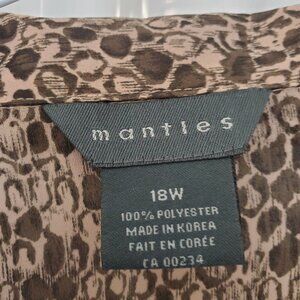 mantles
18W
100% POLYESTER
MADE IN KOREA
FAIT EN CORÉE
CA 00234